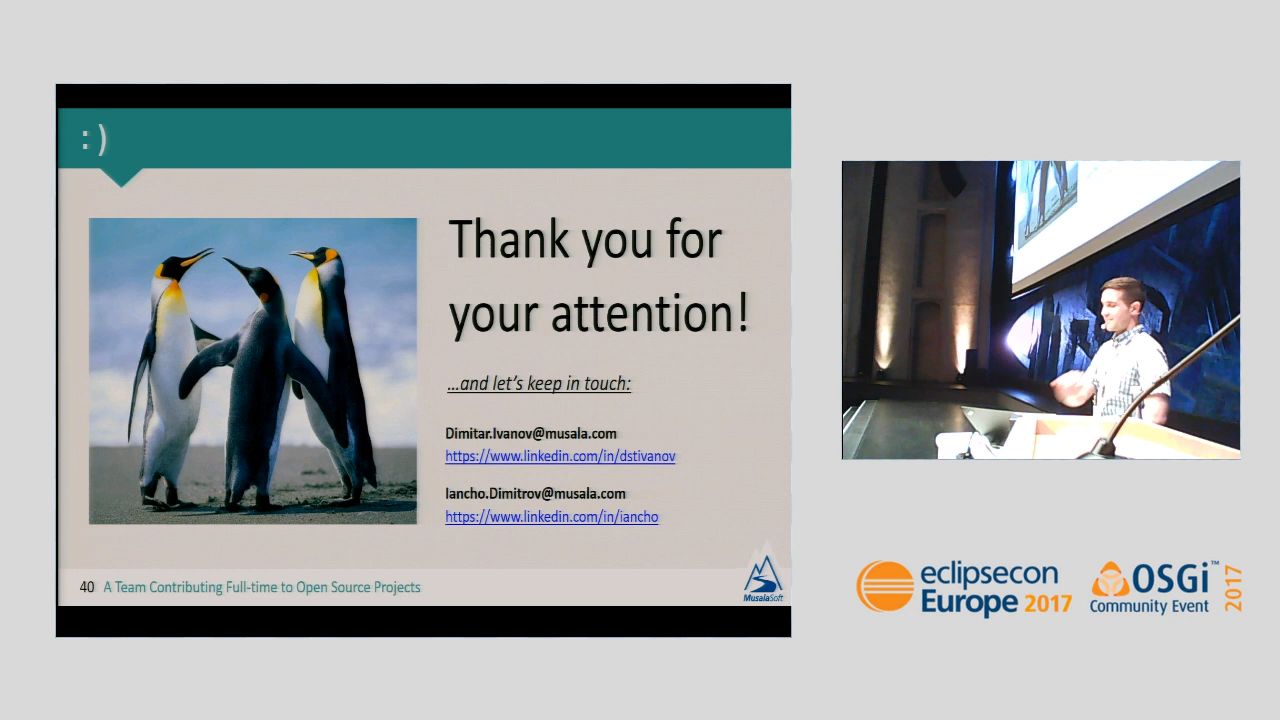 :)
Thank you for
your attention!
...and let's keep in touch:
Dimitar.Ivanov@musala.com
https://www.linkedin.com/in/dstivanov
Iancho.Dimitrov@musala.com
https://www.linkedin.com/in/iancho
40 A Team Contributing Full-time to Open Source Projects
MusalaSoft
eclipsecon
Europe 2017
OSGi™
Community Event
2017